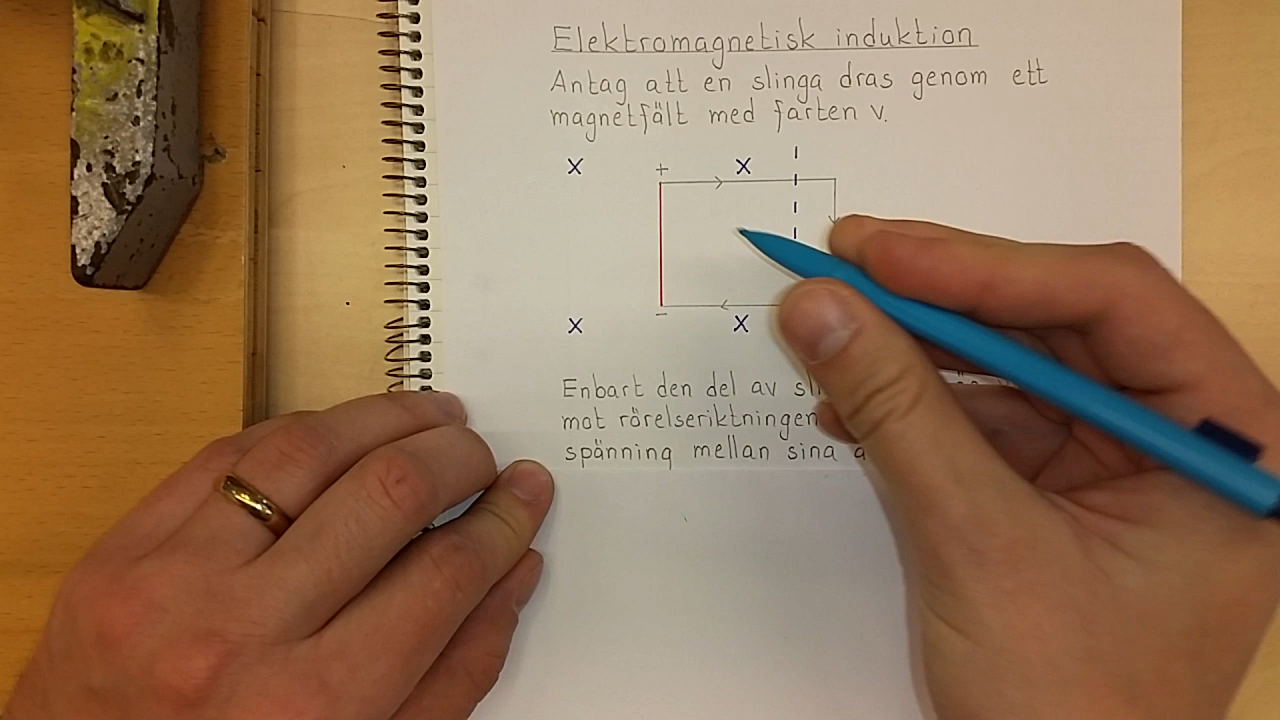 Elektromagnetisk induktion
Antag att en slinga dras genom ett
magnetfält med farten v.
+
X X
X X
-
Enbart den del av
mot rörelseriktningen
spänning mellan sina